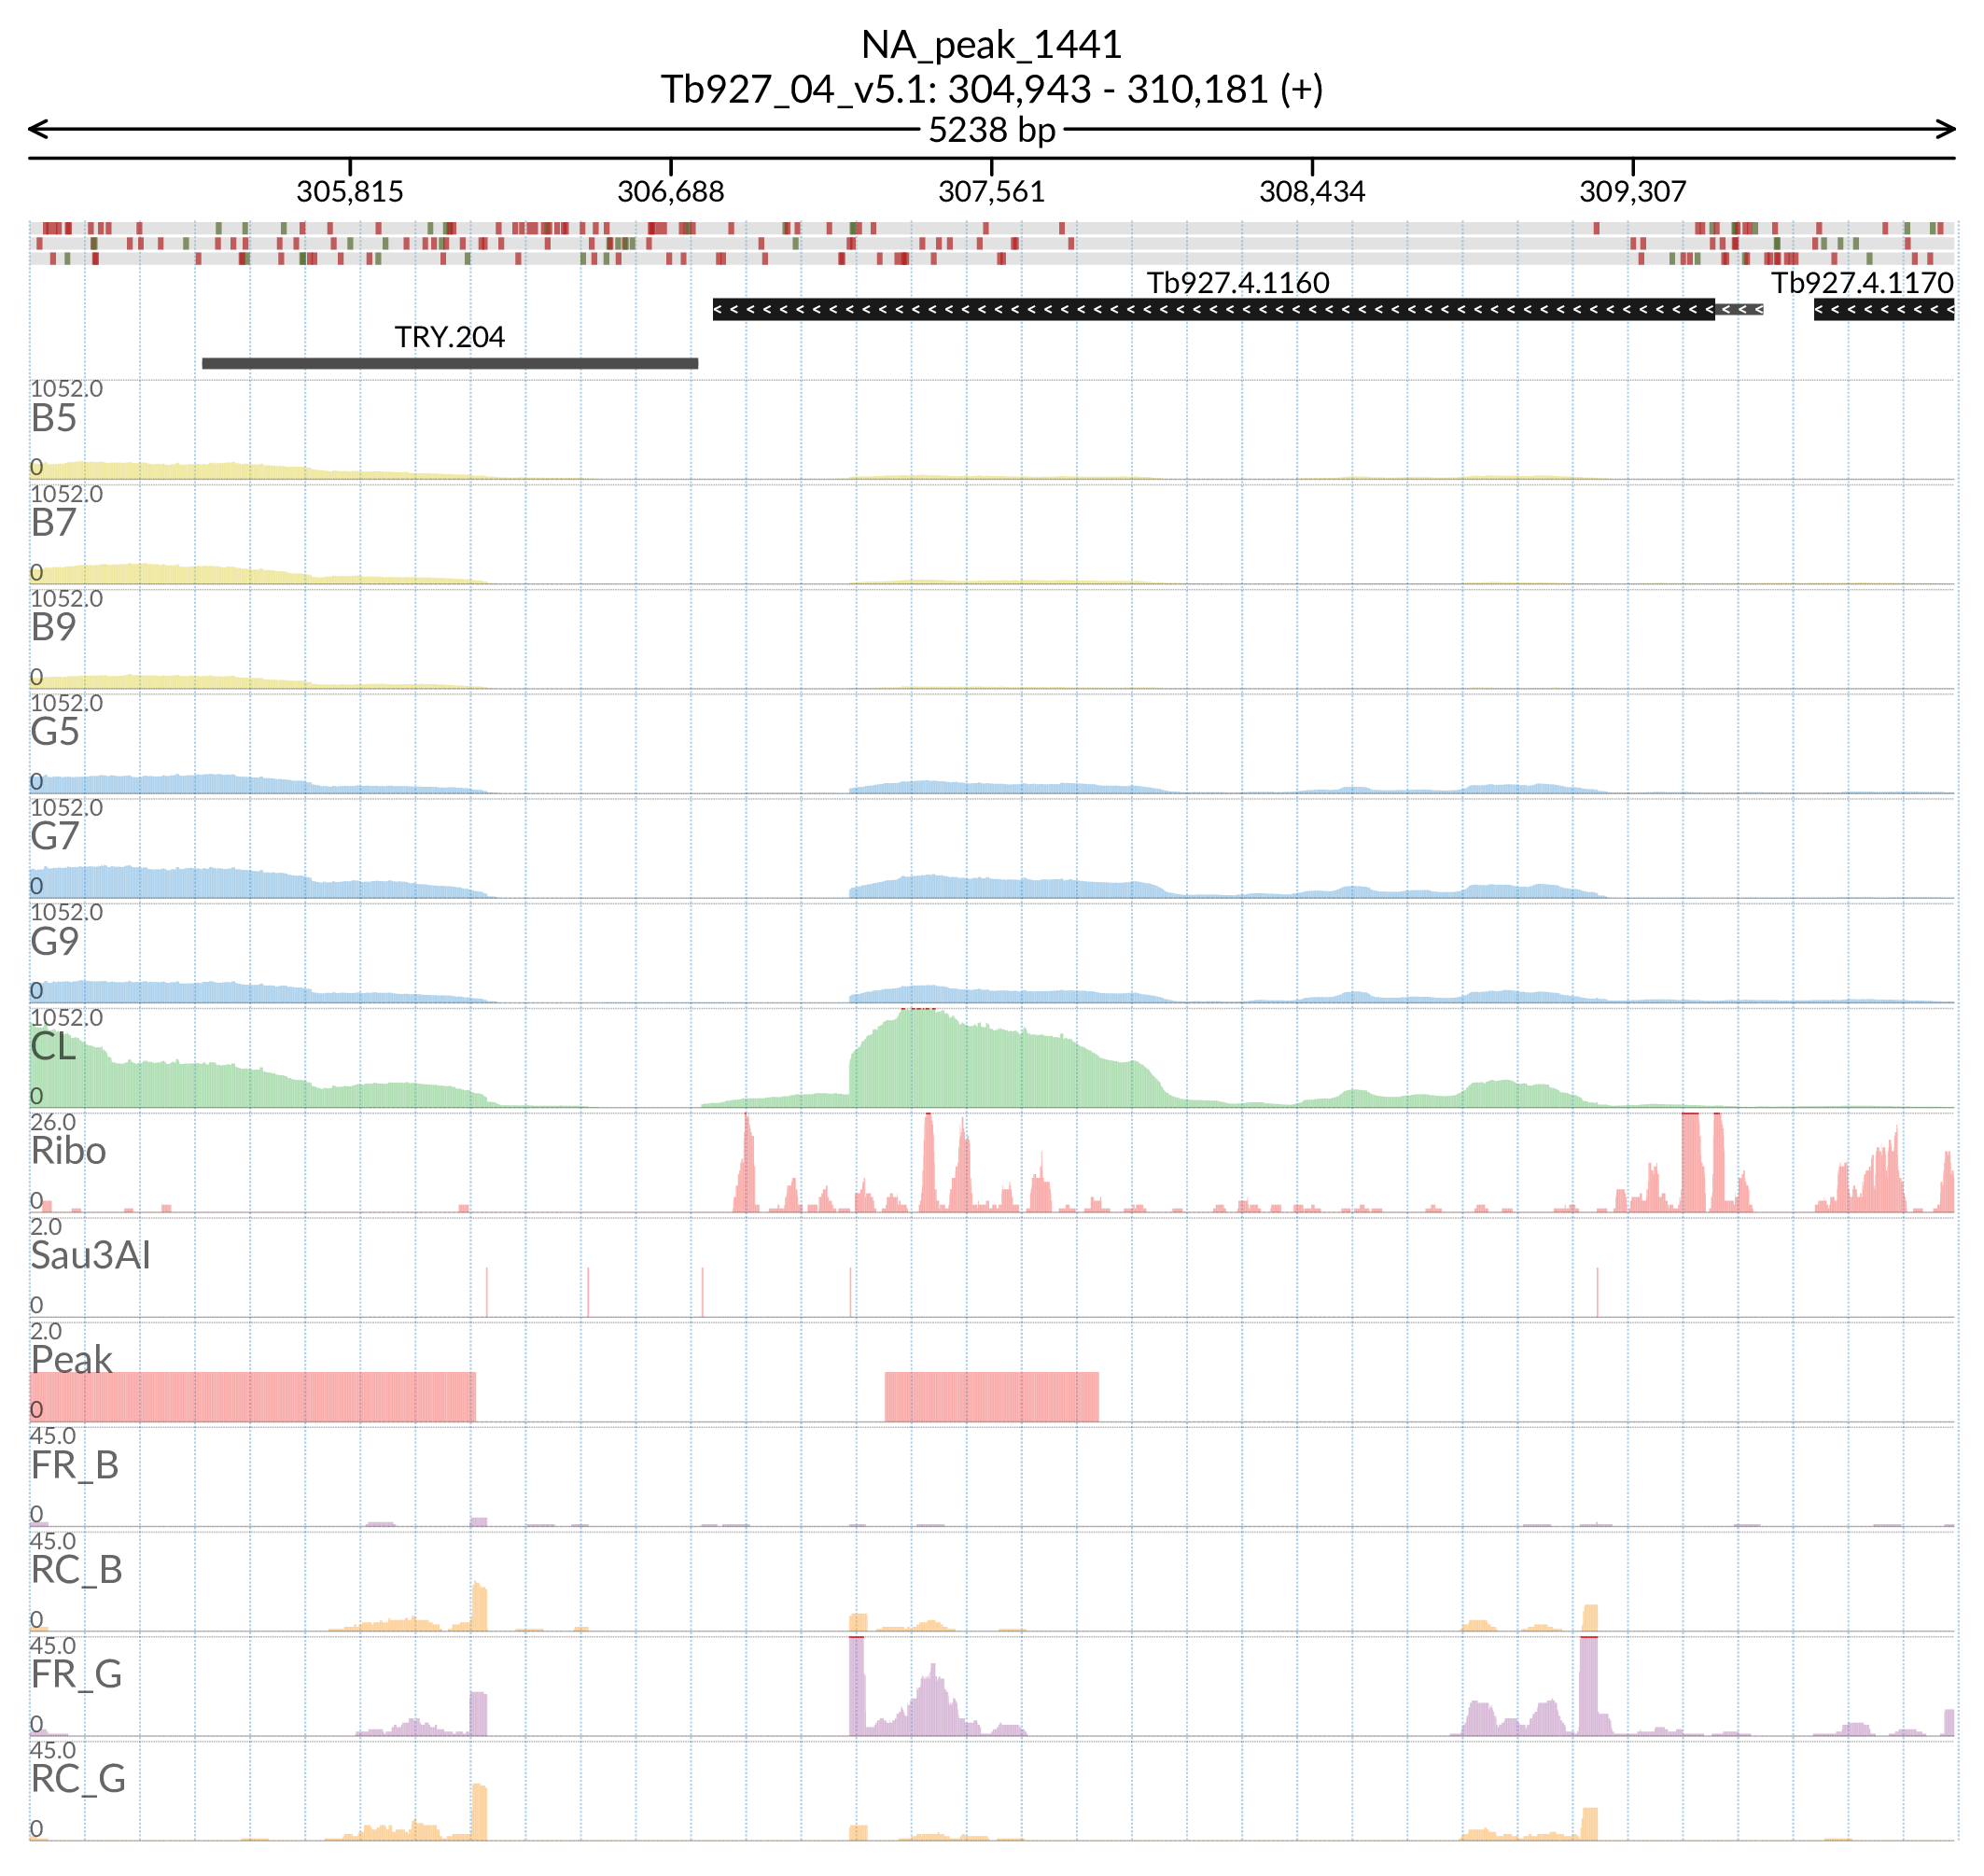 NA_peak_1441
Tb927_04_v5.1: 304,943 - 310,181 (+)
5238 bp
305,815 306,688 307,561 308,434 309,307
Tb927.4.1160 Tb927.4.1170
TRY.204
1052.0
B5
0
1052.0
B7
0
1052.0
B9
0
1052.0
G5
0
1052.0
G7
0
1052.0
G9
0
1052.0
CL
0
26.0
Ribo
0
2.0
Sau3AI
0
2.0
Peak
0
45.0
FR_B
0
45.0
RC_B
0
45.0
FR_G
0
45.0
RC_G
0